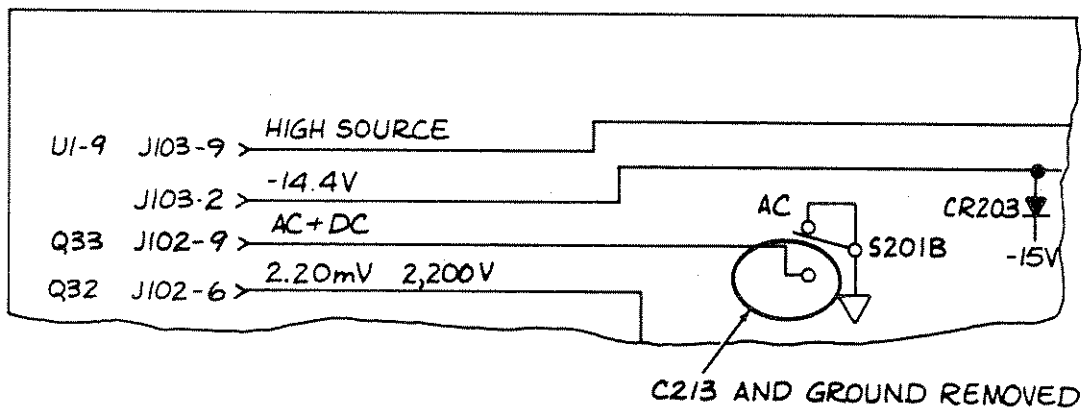 HIGH SOURCE
U1-9 J103-9
-14.4V
J103-2
AC+DC
Q33 J102-9
2.20mV 2,200V
Q32 J102-6
AC
S201B
CR203
-15V
C213 AND GROUND REMOVED